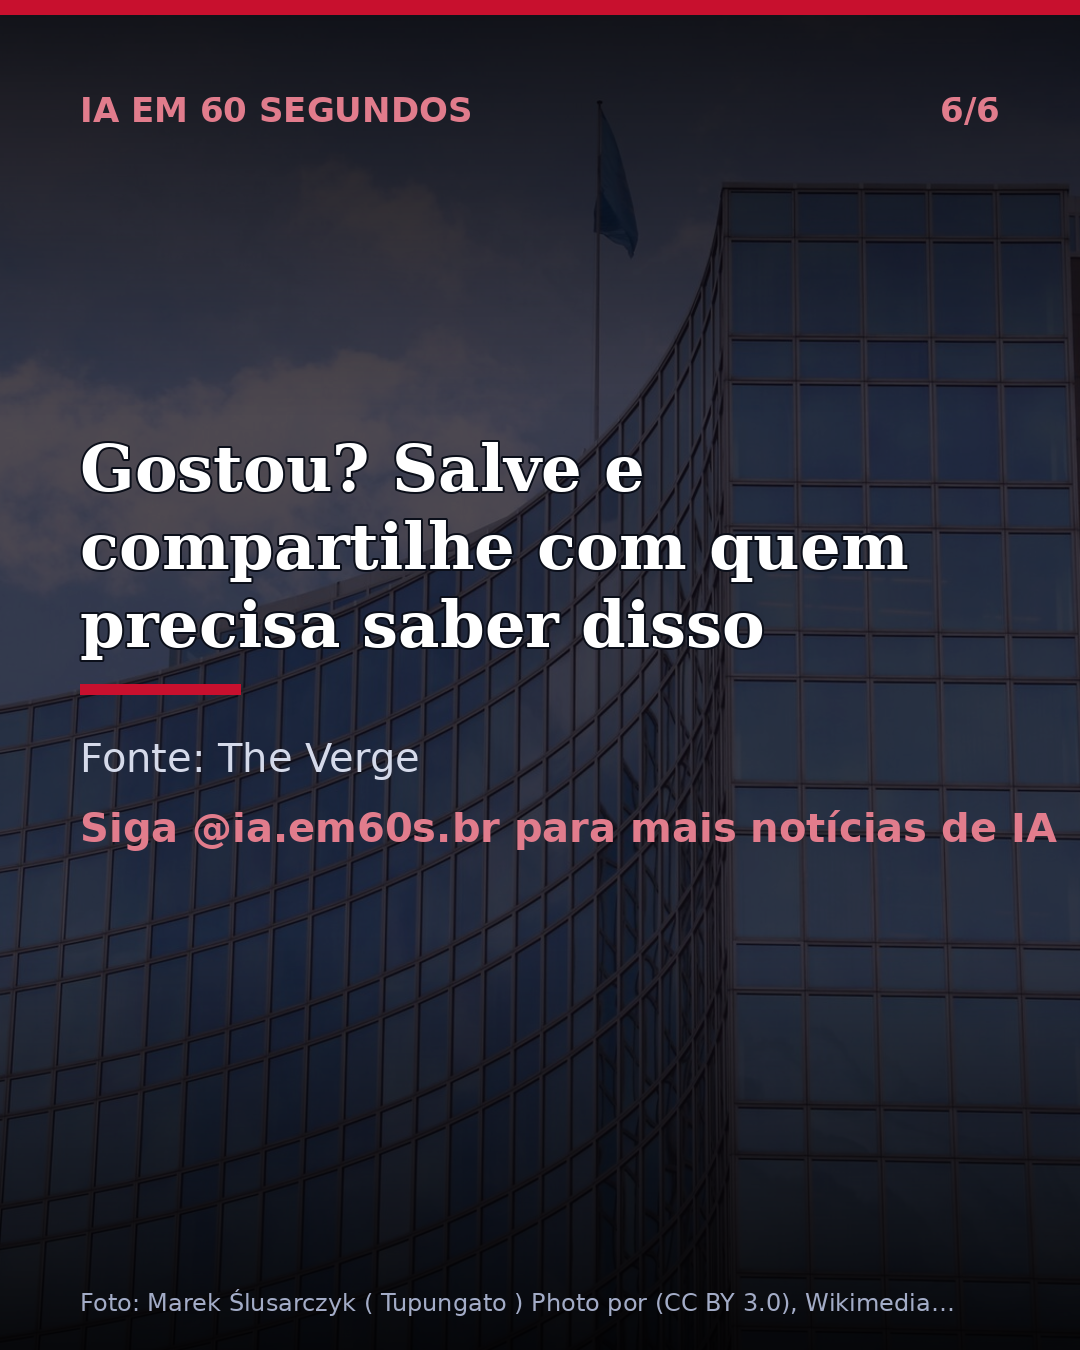 IA EM 60 SEGUNDOS
6/6
Gostou? Salve e
compartilhe com quem
precisa saber disso
Fonte: The Verge
Siga @ia.em60s.br para mais notícias de IA
Foto: Marek Ślusarczyk ( Tupungato ) Photo por (CC BY 3.0), Wikimedia…